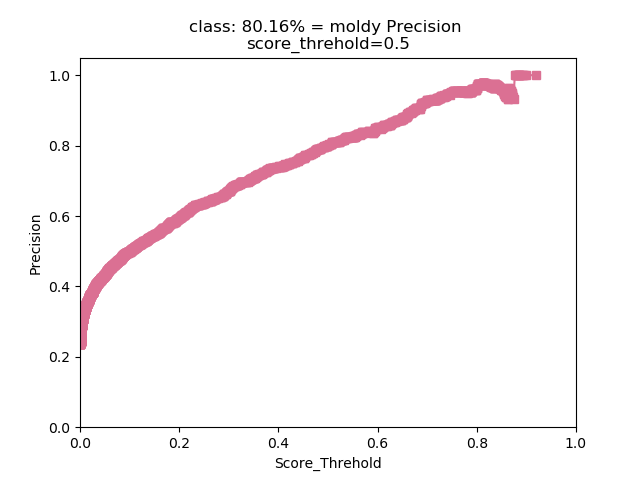 class: 80.16% = moldy Precision
score_threhold=0.5
1.0
0.8
0.6
0.4
0.2
0.0
Precision
0.0 0.2 0.4 0.6 0.8 1.0
Score_Threhold